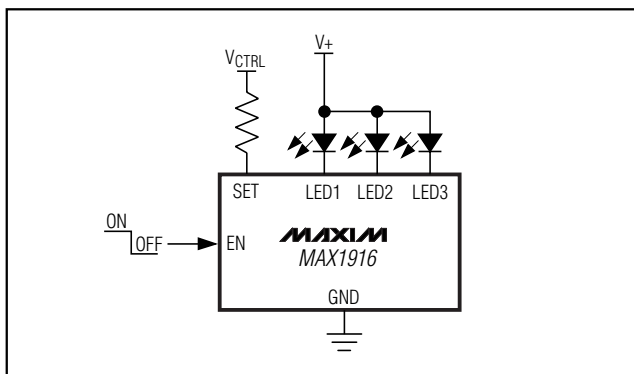 V+
VCTRL
SET
LED1
LED2
LED3
ON
OFF
EN
MAXIM
MAX1916
GND